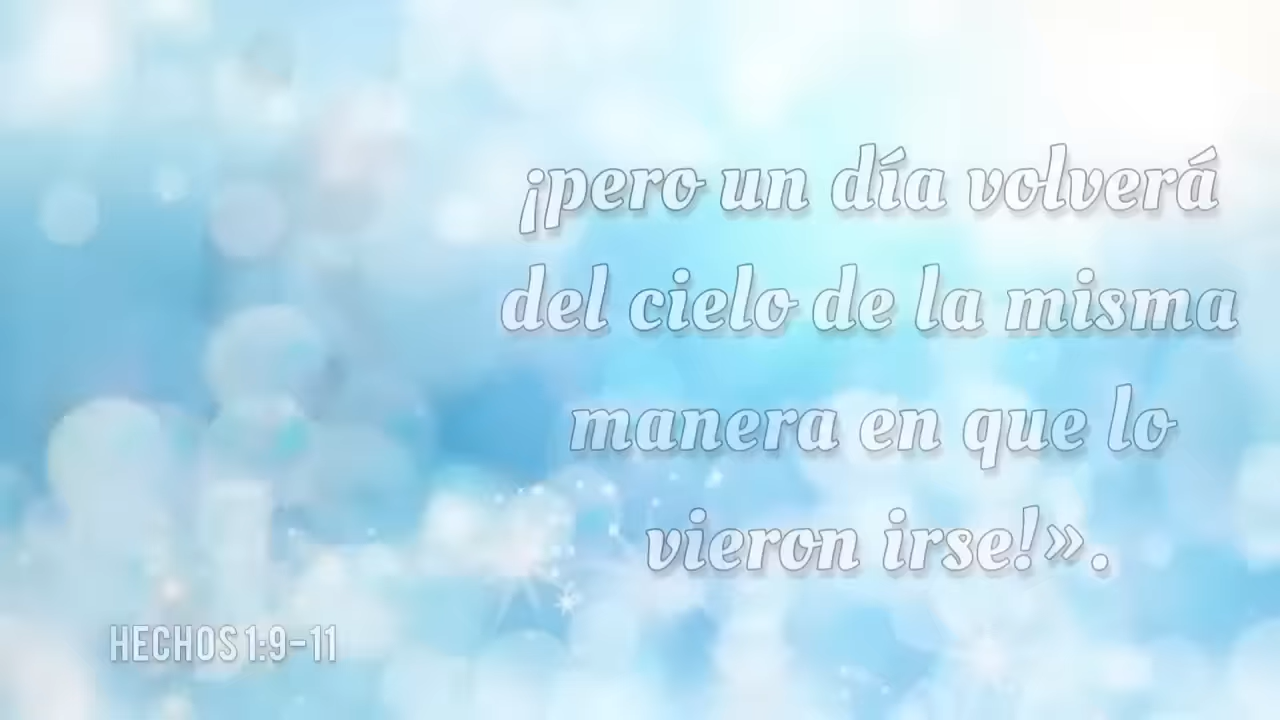 ¡pero un día volverá
del cielo de la misma
manera en que lo
vieron irse!».
HECHOS 1:9-11